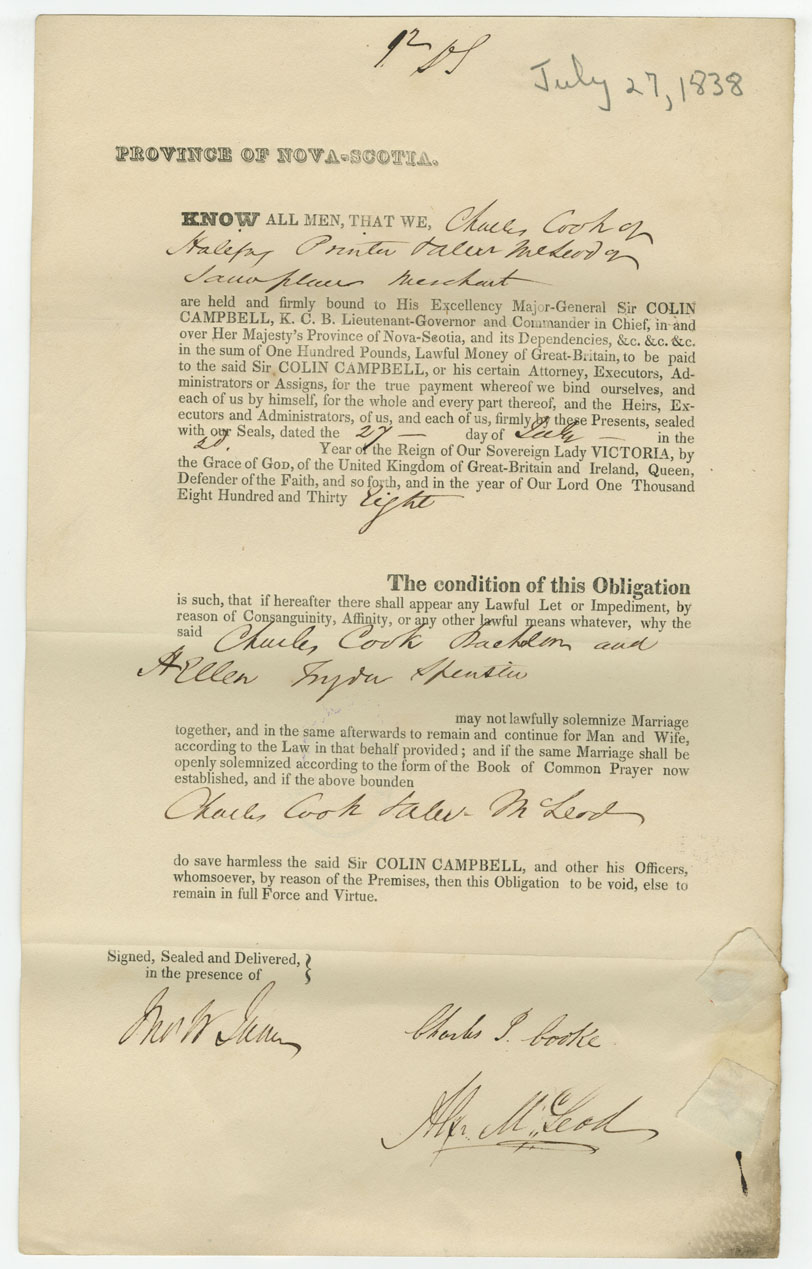 July 27, 1838
PROVINCE OF NOVA-SCOTIA.
KNOW ALL MEN, THAT WE, Charles Cook of
Halifax Printer McLeod of
Same place Merchant
are held and firmly bound to His Excellency Major-General Sir COLIN
CAMPBELL, K. C. B. Lieutenant-Governor and Commander in Chief, in and
over Her Majesty's Province of Nova-Scotia, and its Dependencies, &c. &c. &c.
in the sum of One Hundred Pounds, Lawful Money of Great-Britain, to be paid
to the said Sir COLIN CAMPBELL, or his certain Attorney, Executors, Ad-
ministrators or Assigns, for the true payment whereof we bind ourselves, and
each of us by himself, for the whole and every part thereof, and the Heirs, Ex-
ecutors and Administrators, of us, and each of us, firmly by these Presents, sealed
with our Seals, dated the 27 — day of July — in the
2d. Year of the Reign of Our Sovereign Lady VICTORIA, by
the Grace of GOD, of the United Kingdom of Great-Britain and Ireland, Queen,
Defender of the Faith, and so forth, and in the year of Our Lord One Thousand
Eight Hundred and Thirty Eight
The condition of this Obligation
is such, that if hereafter there shall appear any Lawful Let or Impediment, by
reason of Consanguinity, Affinity, or any other lawful means whatever, why the
said Charles Cook Bachelor and
Ellen Spinster
may not lawfully solemnize Marriage
together, and in the same afterwards to remain and continue for Man and Wife,
according to the Law in that behalf provided; and if the same Marriage shall be
openly solemnized according to the form of the Book of Common Prayer now
established, and if the above bounden
Charles Cook McLeod
do save harmless the said Sir COLIN CAMPBELL, and other his Officers,
whomsoever, by reason of the Premises, then this Obligation to be void, else to
remain in full Force and Virtue.
Signed, Sealed and Delivered,
in the presence of
Thos W James
Charles P. Cooke
Alx. McLeod